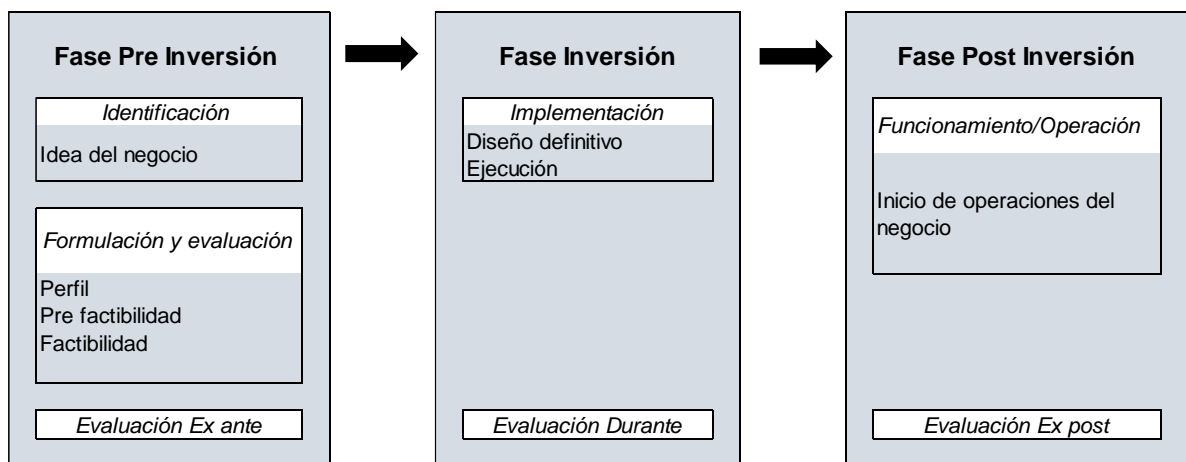 Fase Pre Inversión
Identificación
Idea del negocio
Formulación y evaluación
Perfil
Pre factibilidad
Factibilidad
Evaluación Ex ante
Fase Inversión
Implementación
Diseño definitivo
Ejecución
Evaluación Durante
Fase Post Inversión
Funcionamiento/Operación
Inicio de operaciones del
negocio
Evaluación Ex post